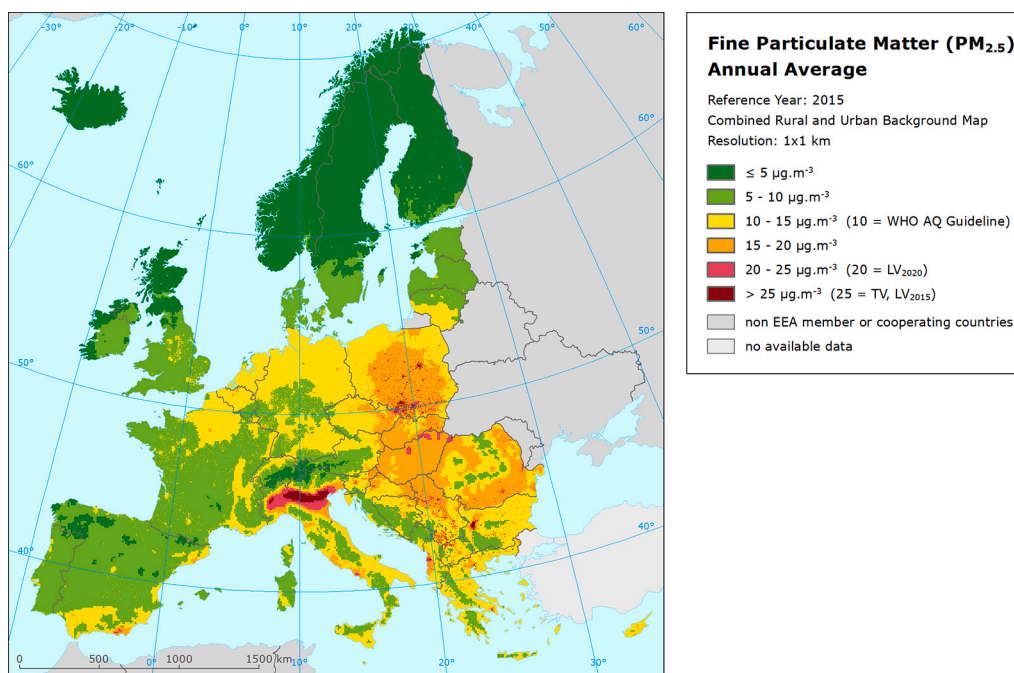 -30°
-20°
-10°
0°
10°
20°
30°
40°
50°
60°
60°
50°
40°
60°
50°
40°
0
500
1000
1500 km
0°
10°
20°
30°
Fine Particulate Matter (PM2.5)
Annual Average
Reference Year: 2015
Combined Rural and Urban Background Map
Resolution: 1x1 km
≤ 5 µg.m-3
5 - 10 µg.m-3
10 - 15 µg.m-3 (10 = WHO AQ Guideline)
15 - 20 µg.m-3
20 - 25 µg.m-3 (20 = LV2020)
> 25 µg.m-3 (25 = TV, LV2015)
non EEA member or cooperating countries
no available data